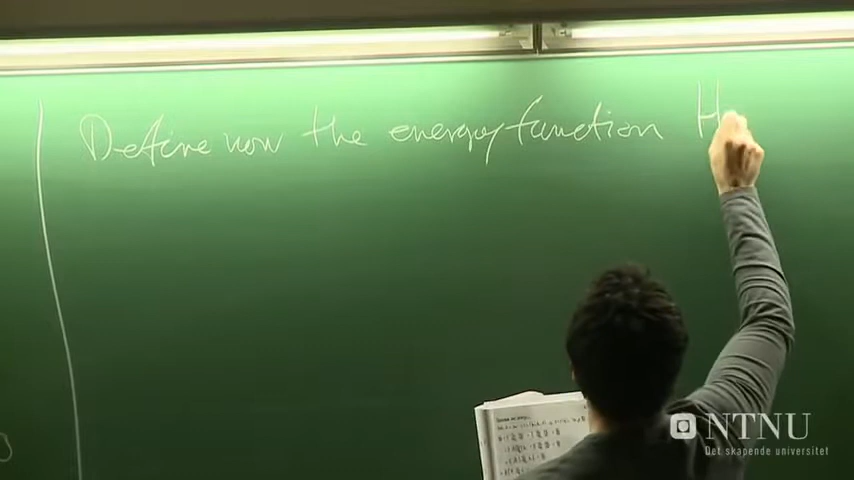 Define now the energy function H
NTNU
Det skapende universitet